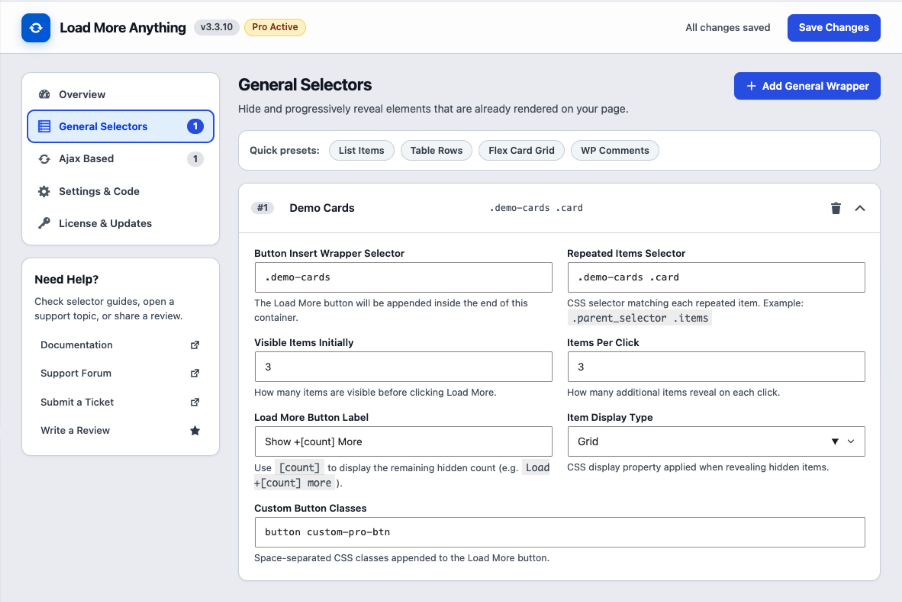 Load More Anything v3.3.10 Pro Active All changes saved Save Changes
Overview
General Selectors 1
Ajax Based 1
Settings & Code
License & Updates
Need Help?
Check selector guides, open a
support topic, or share a review.
Documentation
Support Forum
Submit a Ticket
Write a Review
General Selectors
Hide and progressively reveal elements that are already rendered on your page.
+ Add General Wrapper
Quick presets: List Items Table Rows Flex Card Grid WP Comments
#1 Demo Cards .demo-cards .card
Button Insert Wrapper Selector
.demo-cards
The Load More button will be appended inside the end of this
container.
Repeated Items Selector
.demo-cards .card
CSS selector matching each repeated item. Example:
.parent_selector .items
Visible Items Initially
3
How many items are visible before clicking Load More.
Items Per Click
3
How many additional items reveal on each click.
Load More Button Label
Show +[count] More
Use [count] to display the remaining hidden count (e.g. Load
+[count] more ).
Item Display Type
Grid
CSS display property applied when revealing hidden items.
Custom Button Classes
button custom-pro-btn
Space-separated CSS classes appended to the Load More button.